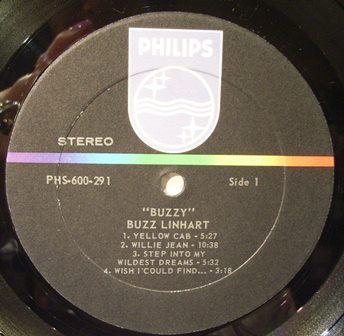 PHILIPS
STEREO
PHS-600-291 Side 1
"BUZZY"
BUZZ LINHART
1. YELLOW CAB - 5:27
2. WILLIE JEAN - 10:38
3. STEP INTO MY
WILDEST DREAMS - 5:32
4. WISH I COULD FIND... - 3:18